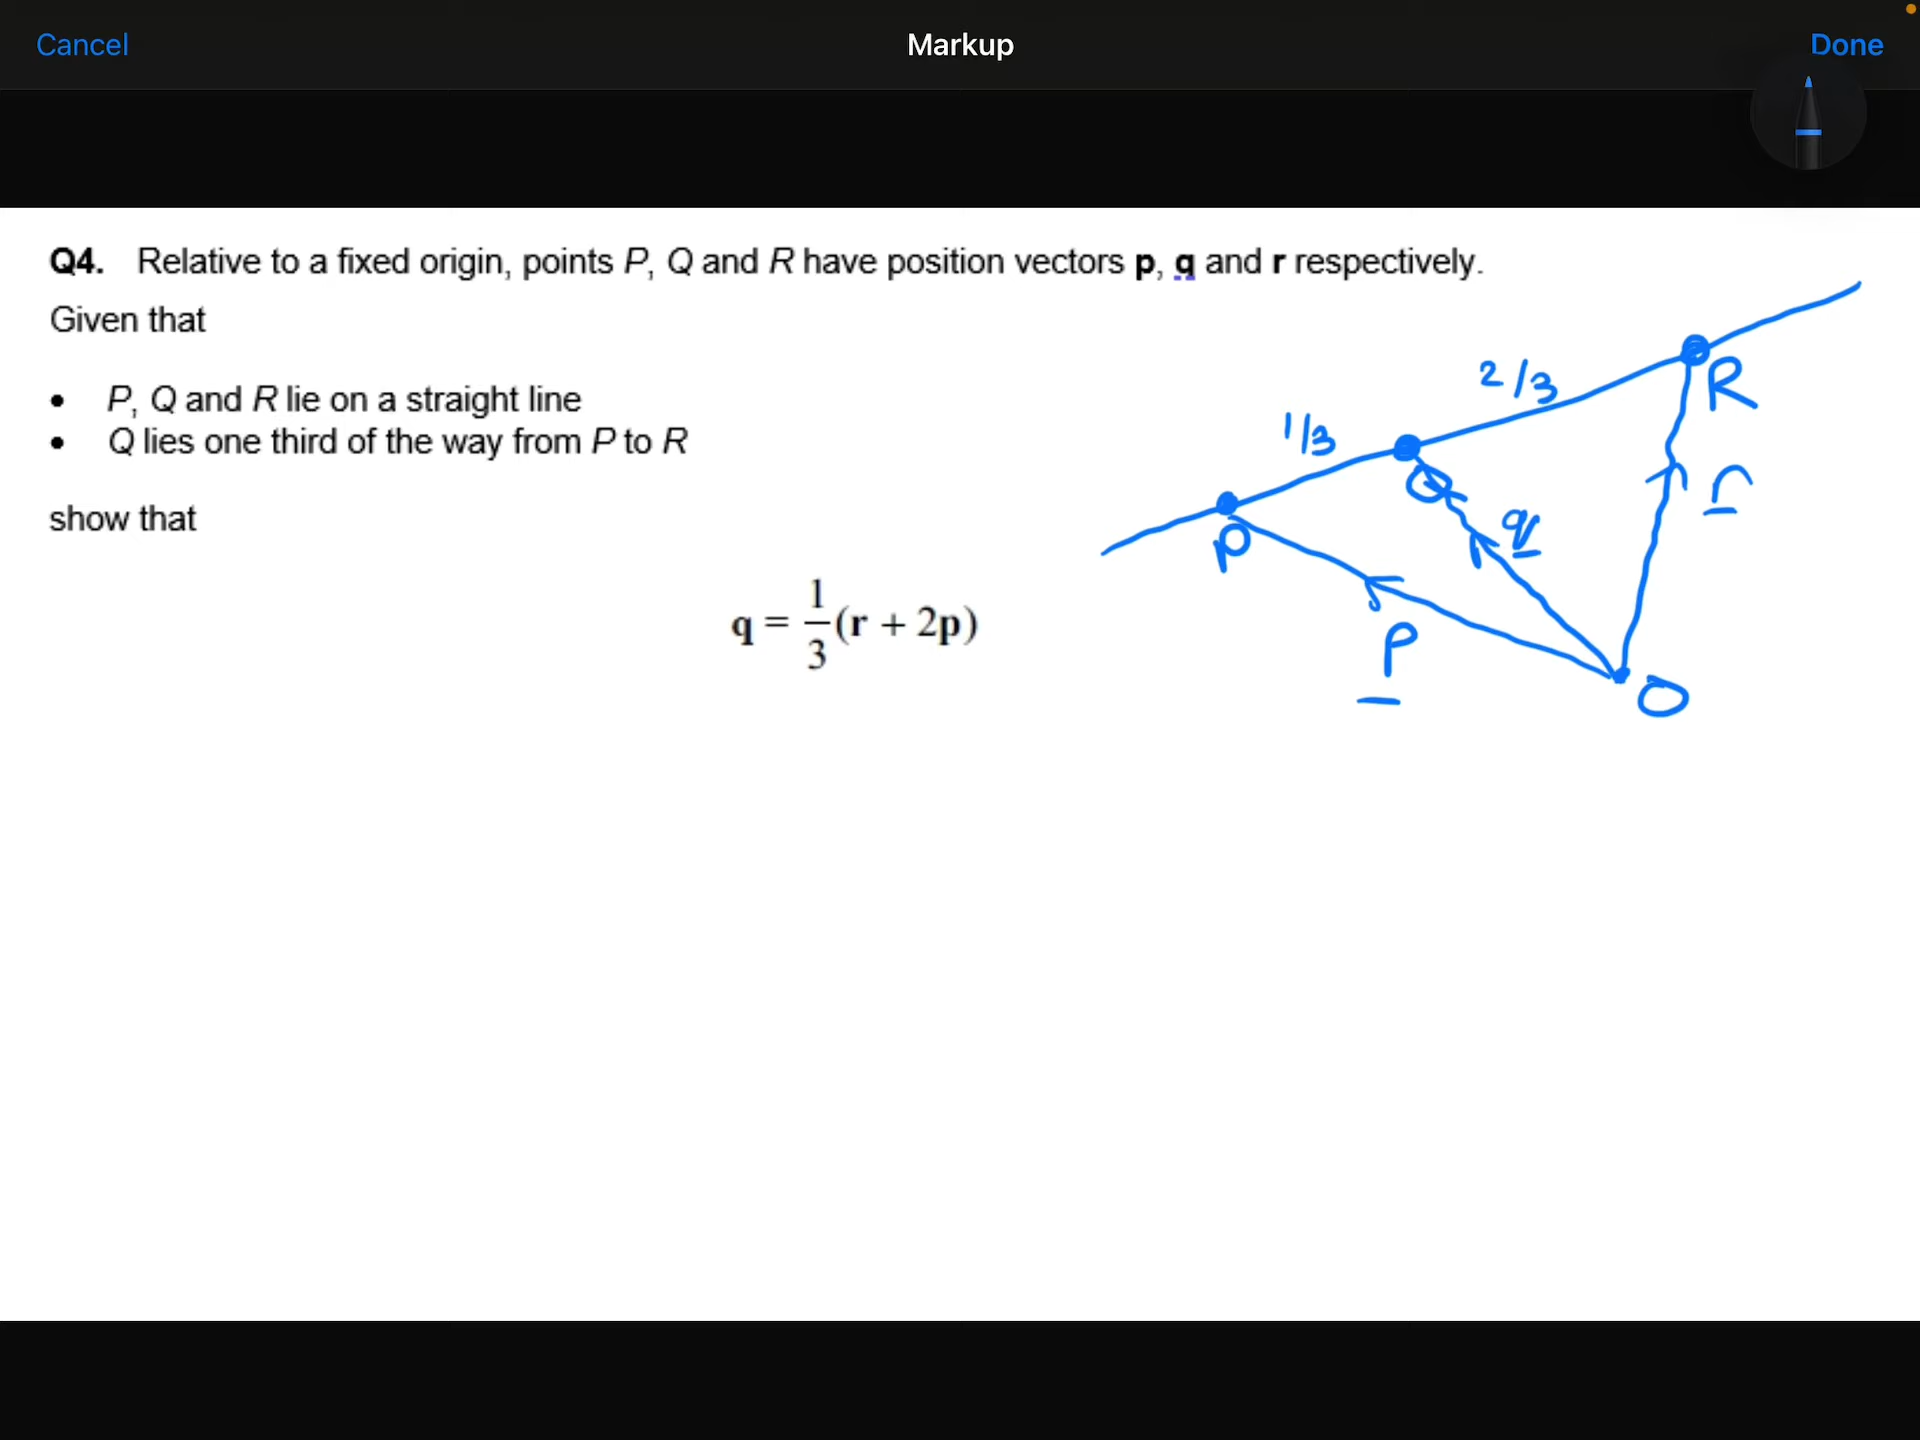 Cancel
Markup
Done
Q4. Relative to a fixed origin, points P, Q and R have position vectors p, q and r respectively.
Given that
• P, Q and R lie on a straight line
• Q lies one third of the way from P to R
show that
q = 1/3 (r + 2p)
1/3
2/3
P
Q
R
p
q
r
O